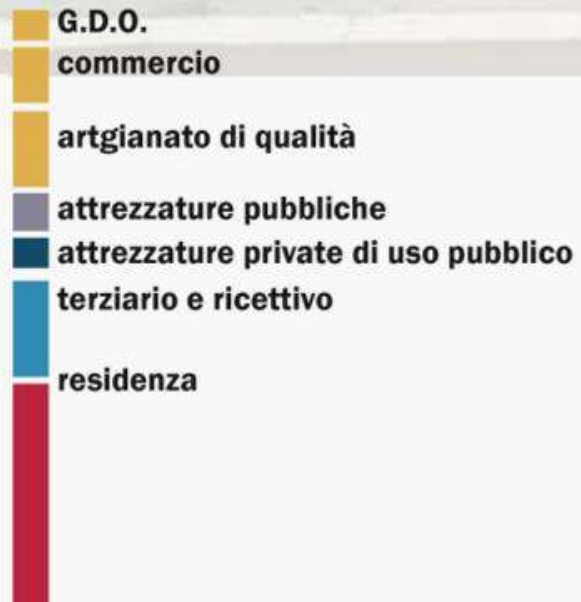 G.D.O.
commercio
artgianato di qualità
attrezzature pubbliche
attrezzature private di uso pubblico
terziario e ricettivo
residenza